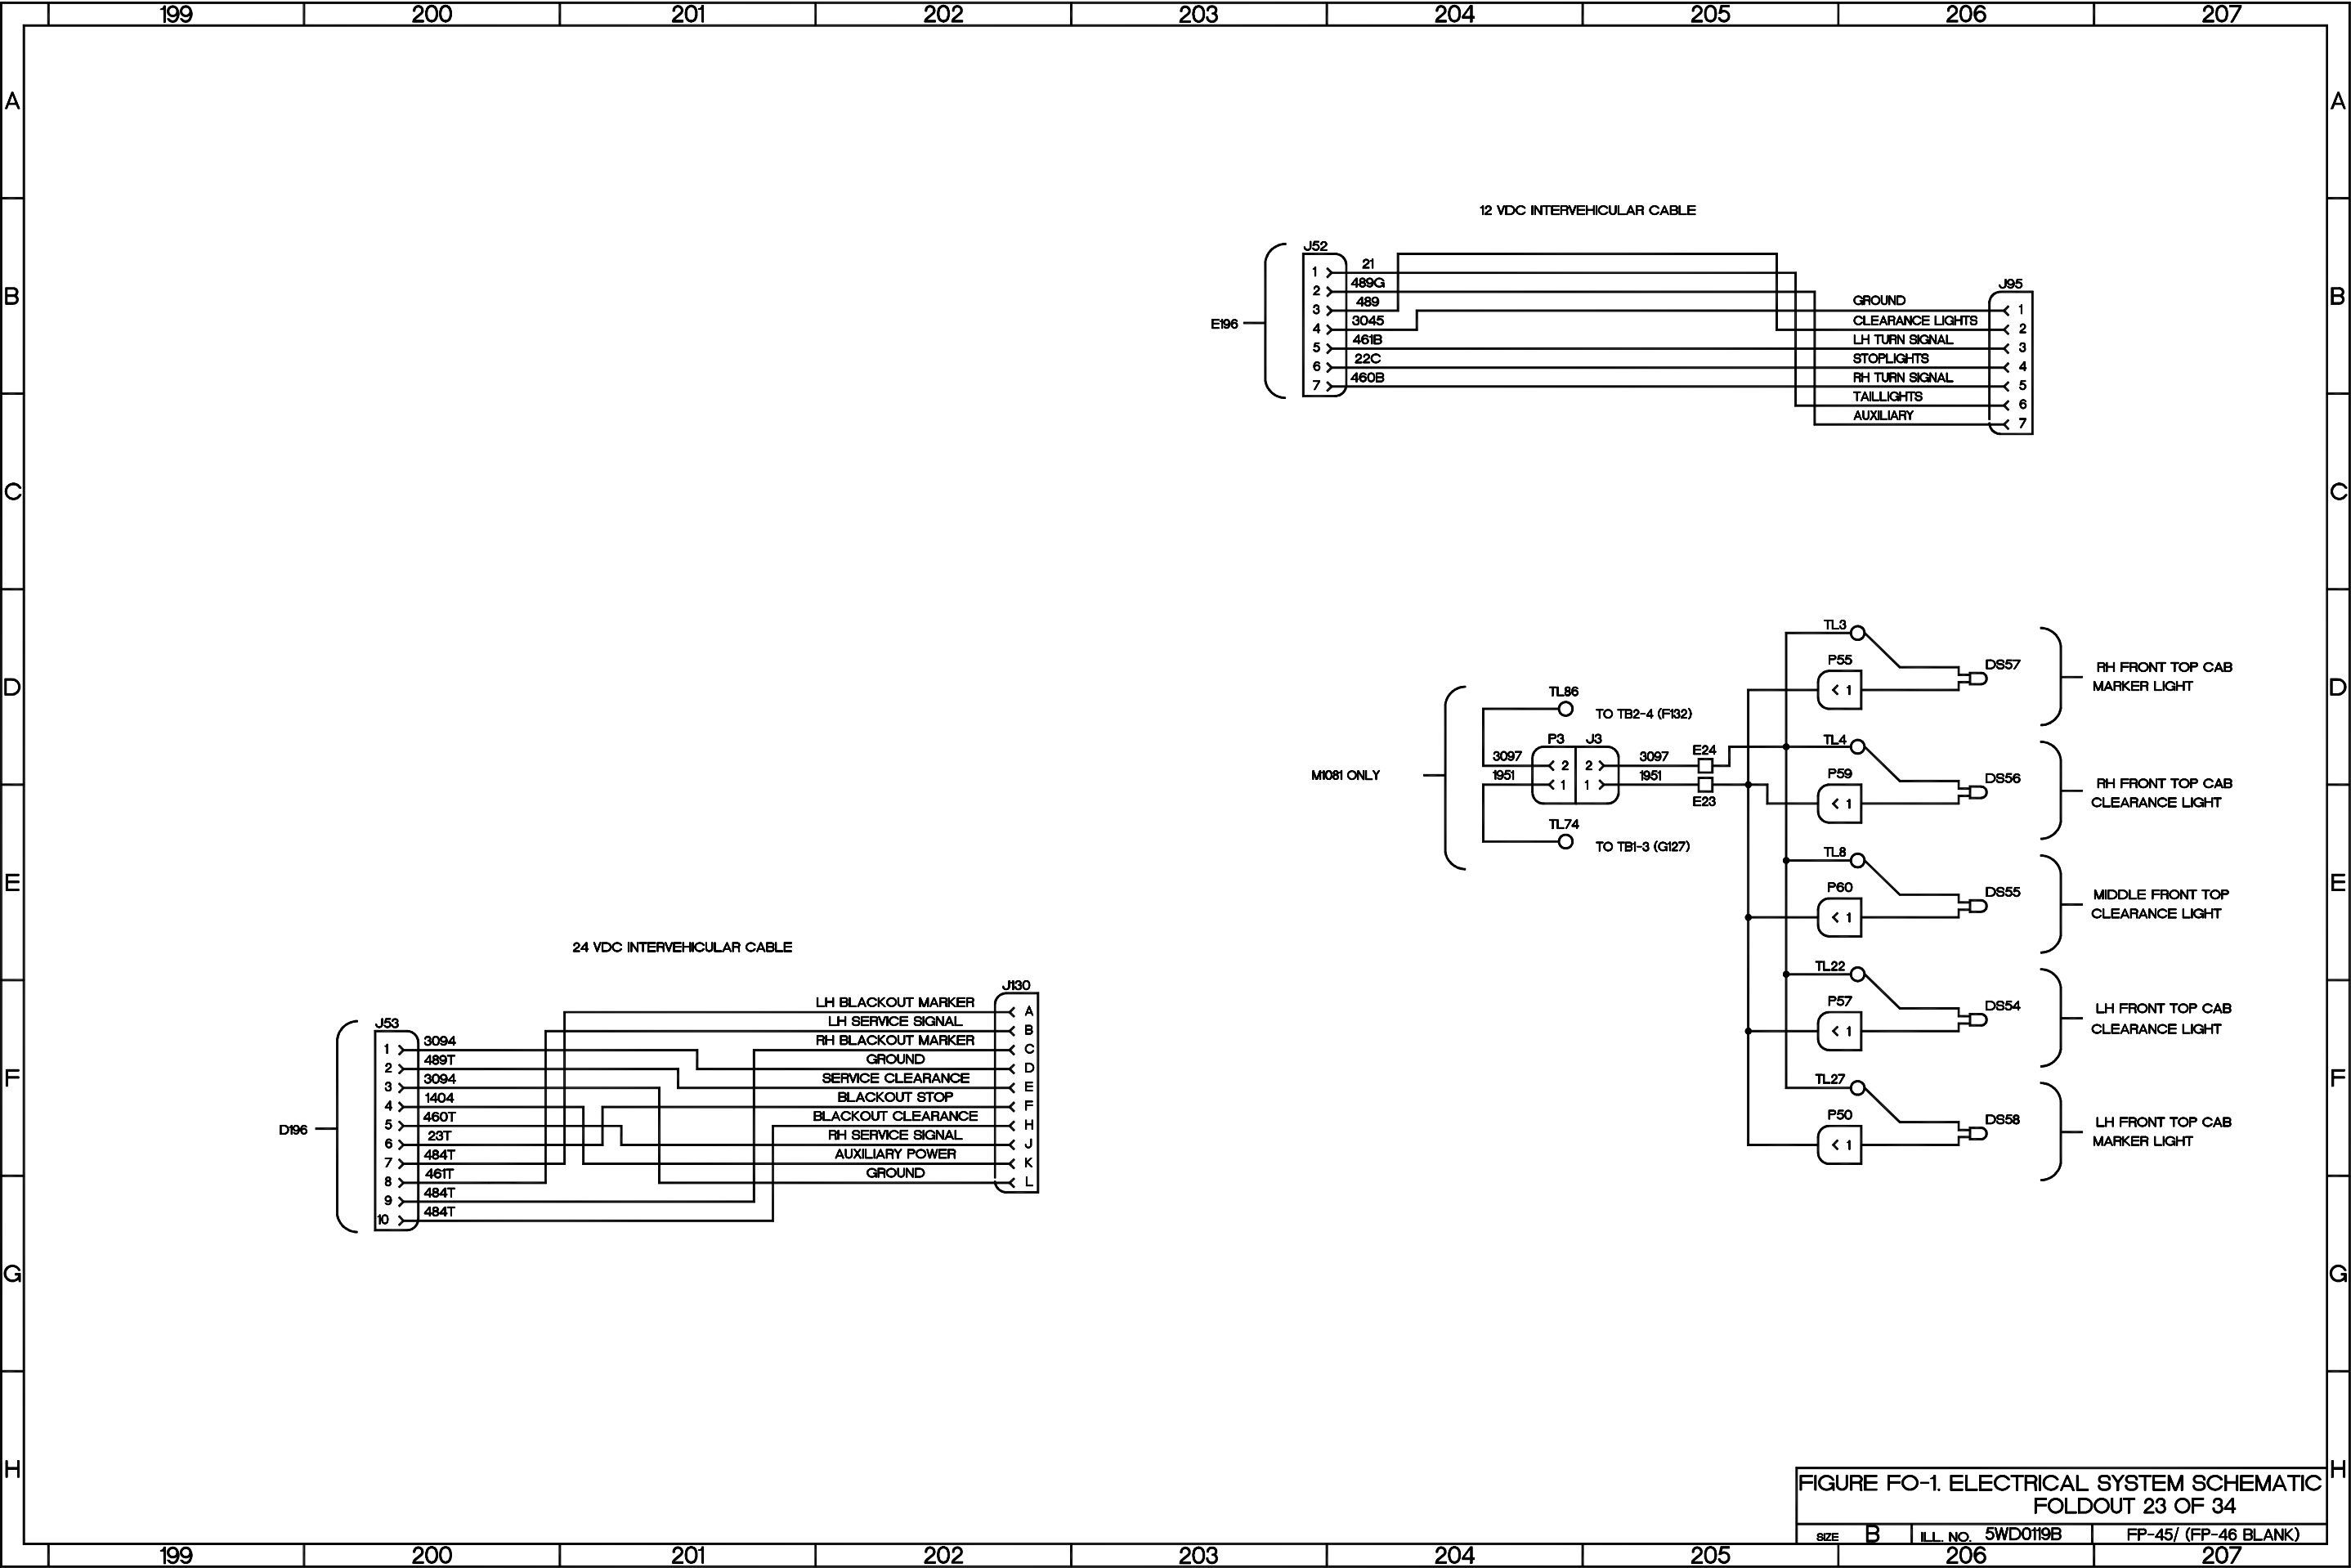 199 200 201 202 203 204 205 206 207
A A
B B
C C
D D
E E
F F
G G
H H
12 VDC INTERVEHICULAR CABLE
E196
J52
1 21
2 489G
3 489
4 3045
5 461B
6 22C
7 460B
J95
GROUND 1
CLEARANCE LIGHTS 2
LH TURN SIGNAL 3
STOPLIGHTS 4
RH TURN SIGNAL 5
TAILLIGHTS 6
AUXILIARY 7
M1081 ONLY
TL86
TO TB2-4 (F132)
P3 J3
3097 2 2 3097 E24
1951 1 1 1951 E23
TL74
TO TB1-3 (G127)
TL3
P55
1
DS57
RH FRONT TOP CAB
MARKER LIGHT
TL4
P59
1
DS56
RH FRONT TOP CAB
CLEARANCE LIGHT
TL8
P60
1
DS55
MIDDLE FRONT TOP
CLEARANCE LIGHT
TL22
P57
1
DS54
LH FRONT TOP CAB
CLEARANCE LIGHT
TL27
P50
1
DS58
LH FRONT TOP CAB
MARKER LIGHT
24 VDC INTERVEHICULAR CABLE
D196
J53
1 3094
2 489T
3 3094
4 1404
5 460T
6 23T
7 484T
8 461T
9 484T
10 484T
J130
LH BLACKOUT MARKER A
LH SERVICE SIGNAL B
RH BLACKOUT MARKER C
GROUND D
SERVICE CLEARANCE E
BLACKOUT STOP F
BLACKOUT CLEARANCE H
RH SERVICE SIGNAL J
AUXILIARY POWER K
GROUND L
FIGURE FO-1. ELECTRICAL SYSTEM SCHEMATIC
FOLDOUT 23 OF 34
SIZE B ILL. NO. 5WD0119B FP-45/ (FP-46 BLANK)
199 200 201 202 203 204 205 206 207